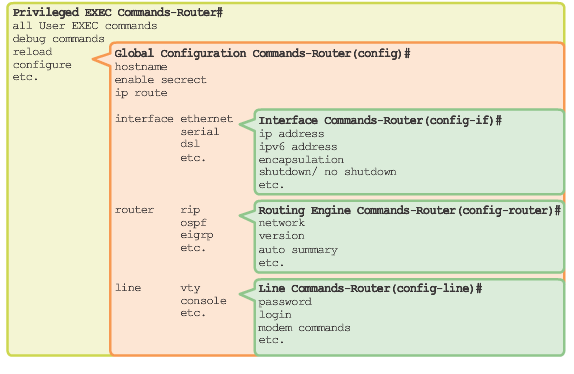 Privileged EXEC Commands-Router#
all User EXEC commands
debug commands
reload
configure
etc.
Global Configuration Commands-Router(config)#
hostname
enable secrect
ip route
interface ethernet
serial
dsl
etc.
Interface Commands-Router(config-if)#
ip address
ipv6 address
encapsulation
shutdown/ no shutdown
etc.
router rip
ospf
eigrp
etc.
Routing Engine Commands-Router(config-router)#
network
version
auto summary
etc.
line vty
console
etc.
Line Commands-Router(config-line)#
password
login
modem commands
etc.